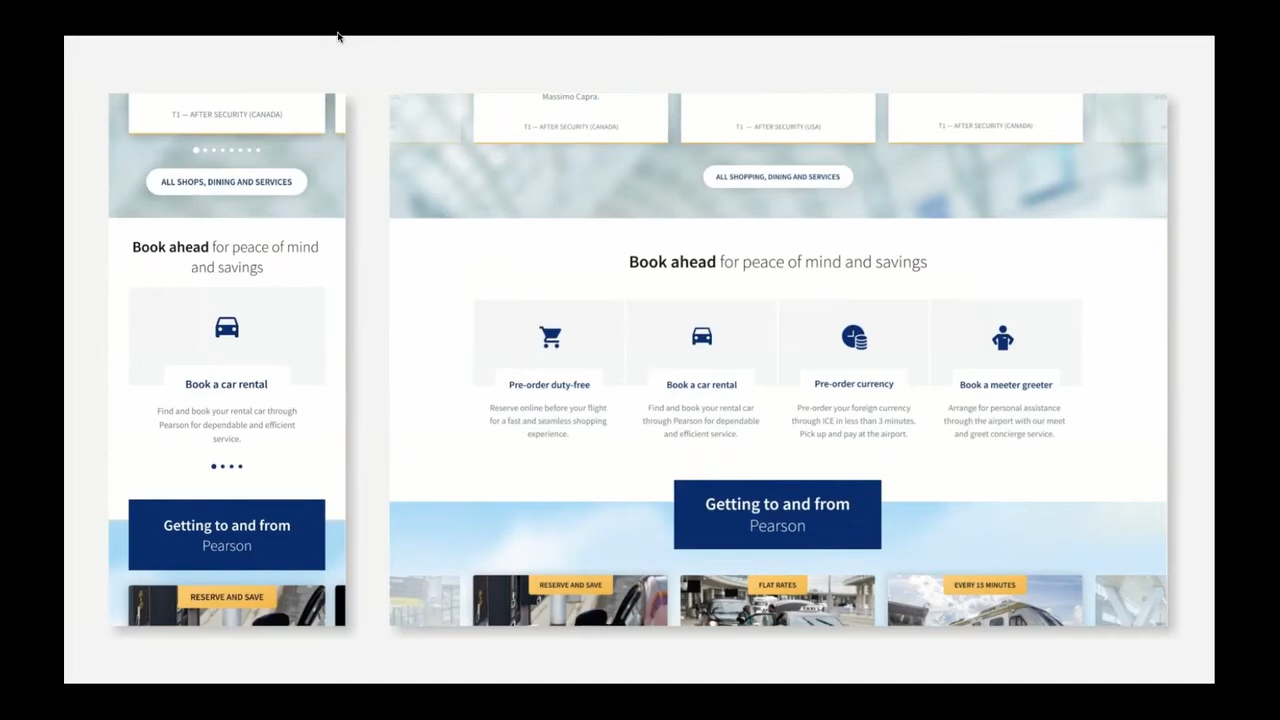 T1 — AFTER SECURITY (CANADA)
ALL SHOPS, DINING AND SERVICES
Book ahead for peace of mind
and savings
Book a car rental
Find and book your rental car through
Pearson for dependable and efficient
service.
Getting to and from
Pearson
RESERVE AND SAVE
Massimo Capra.
T1 — AFTER SECURITY (CANADA)
T1 — AFTER SECURITY (USA)
T1 — AFTER SECURITY (CANADA)
ALL SHOPPING, DINING AND SERVICES
Book ahead for peace of mind and savings
Pre-order duty-free
Reserve online before your flight
for a fast and seamless shopping
experience.
Book a car rental
Find and book your rental car
through Pearson for dependable
and efficient service.
Pre-order currency
Pre-order your foreign currency
through ICE in less than 3 minutes.
Pick up and pay at the airport.
Book a meeter greeter
Arrange for personal assistance
through the airport with our meet
and greet concierge service.
Getting to and from
Pearson
RESERVE AND SAVE
FLAT RATES
EVERY 15 MINUTES